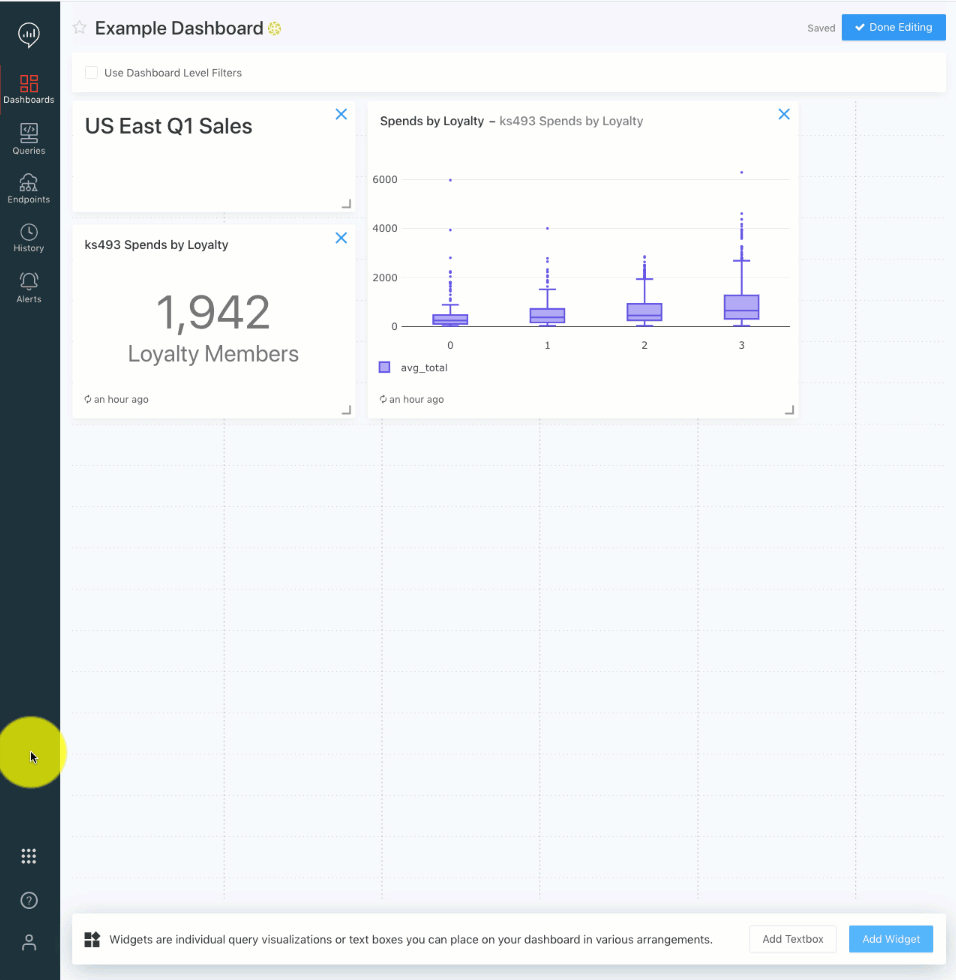 Example Dashboard
Saved
Done Editing
Dashboards
Use Dashboard Level Filters
Queries
Endpoints
History
Alerts
US East Q1 Sales
ks493 Spends by Loyalty
1,942
Loyalty Members
an hour ago
Spends by Loyalty – ks493 Spends by Loyalty
6000
4000
2000
0
0 1 2 3
avg_total
an hour ago
Widgets are individual query visualizations or text boxes you can place on your dashboard in various arrangements.
Add Textbox
Add Widget